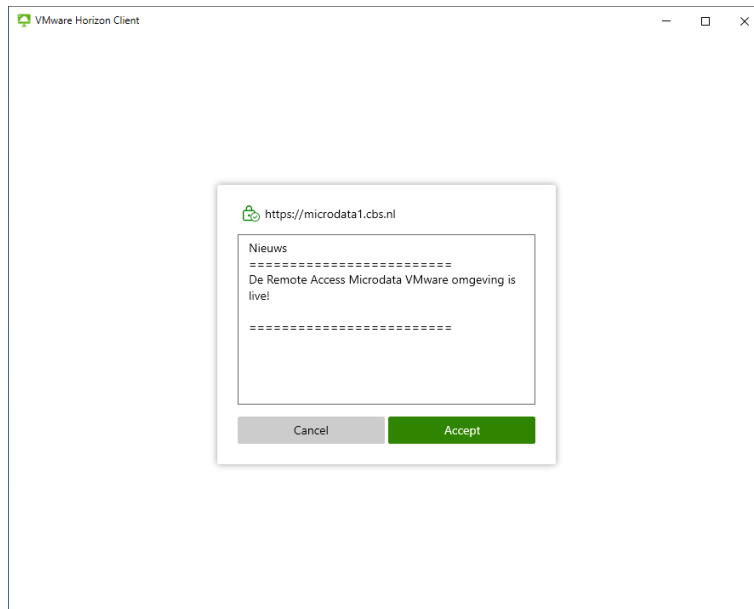 VMware Horizon Client
https://microdata1.cbs.nl
Nieuws
=========================
De Remote Access Microdata VMware omgeving is
live!
=========================
Cancel
Accept